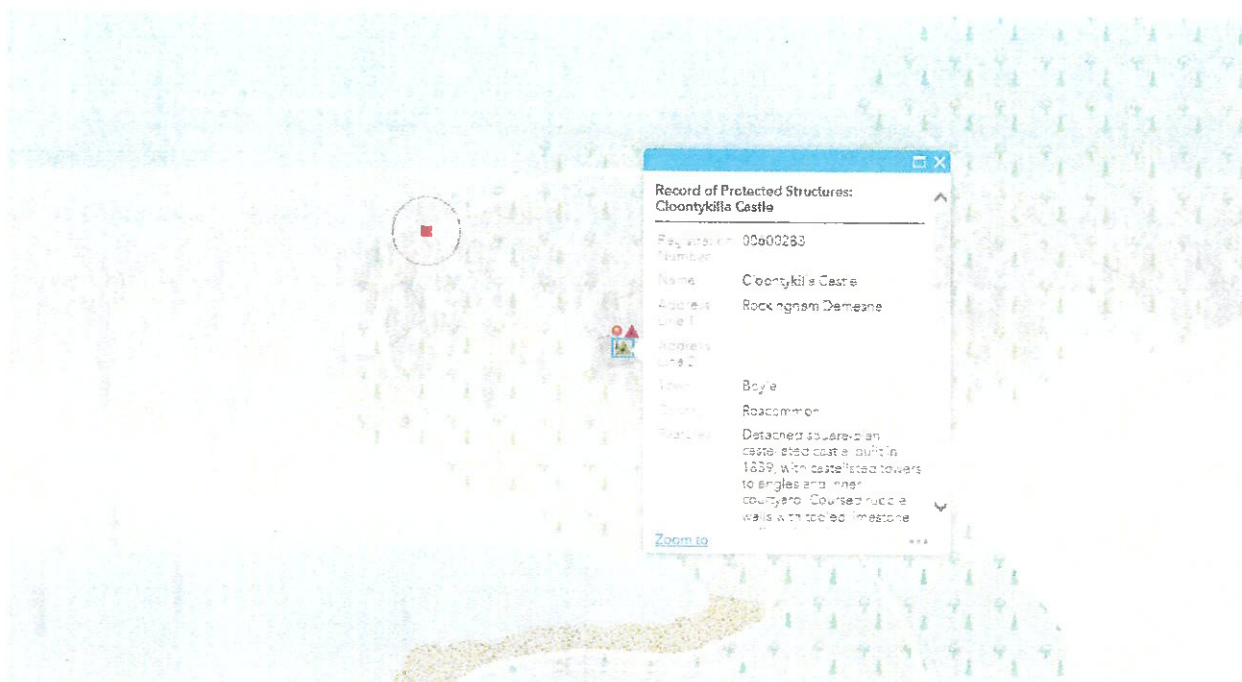 Record of Protected Structures:
Cloontykilla Castle
Registration 00600283
Number
Name Cloontykilla Castle
Address Rockingham Demesne
Line 1
Address
Line 2
Town Boyle
County Roscommon
Features Detached square-plan
castellated castle, built in
1839, with castellated towers
to angles and inner
courtyard. Coursed rubble
walls with tooled limestone
Zoom to